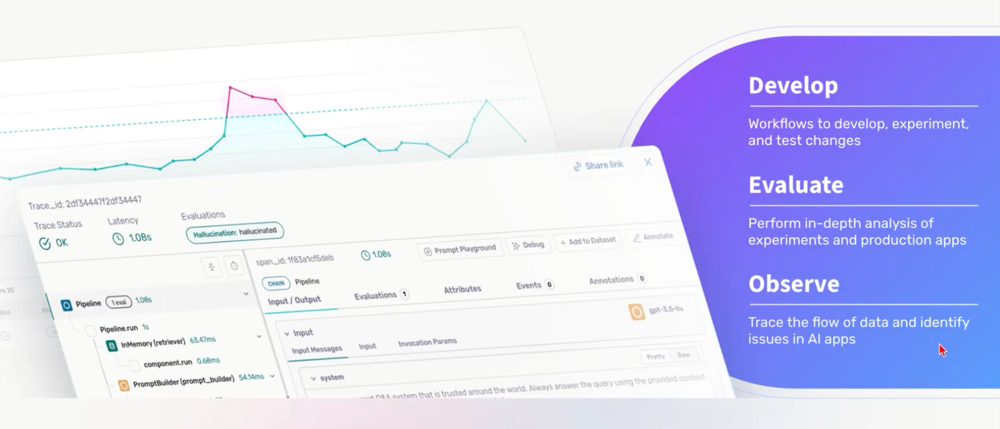 Develop
Workflows to develop, experiment,
and test changes
Evaluate
Perform in-depth analysis of
experiments and production apps
Observe
Trace the flow of data and identify
issues in AI apps
Share link
Trace_id: 2df34447f2df34447
Trace Status
Latency
Evaluations
OK
1.08s
Hallucination: hallucinated
span_id: 1f83a1cf5deb
1.08s
Prompt Playground
Debug
+ Add to Dataset
Annotate
CHAIN Pipeline
Input / Output
Evaluations 1
Attributes
Events 0
Annotations 0
Pipeline 1 eval 1.08s
Pipeline.run 1s
InMemory (retriever) 63.47ms
component.run 0.68ms
PromptBuilder (prompt_builder) 54.14ms
gpt-3.5-tu
Input
Input Messages
Input
Invocation Params
Pretty
Raw
system
Q&A system that is trusted around the world. Always answer the query using the provided context